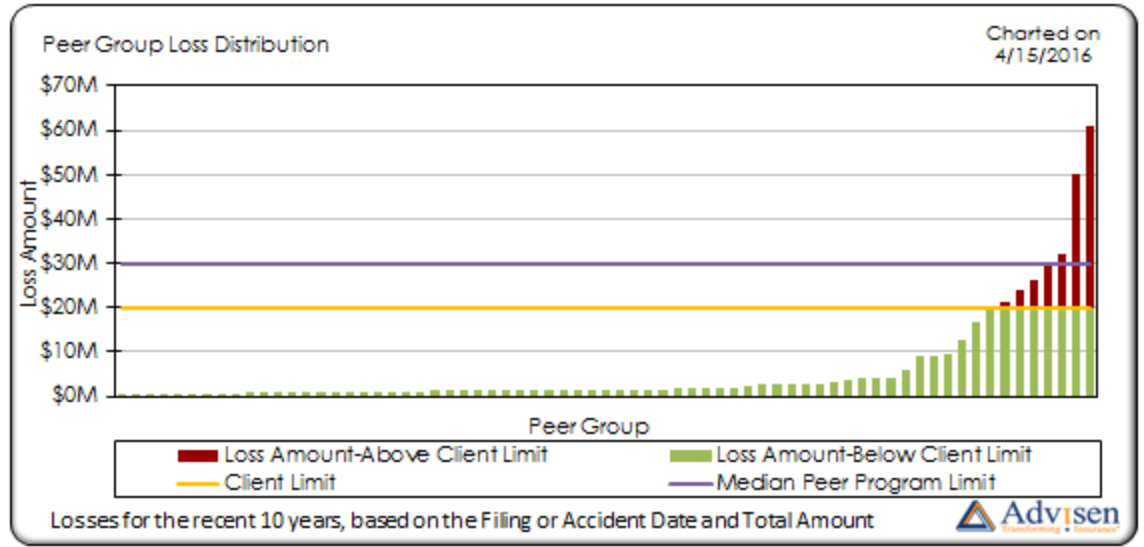 Peer Group Loss Distribution
Charted on
4/15/2016
$70M
$60M
$50M
$40M
$30M
$20M
$10M
$0M
Loss Amount
Peer Group
Loss Amount-Above Client Limit
Loss Amount-Below Client Limit
Client Limit
Median Peer Program Limit
Losses for the recent 10 years, based on the Filing or Accident Date and Total Amount
Advisen
Transforming Insurance